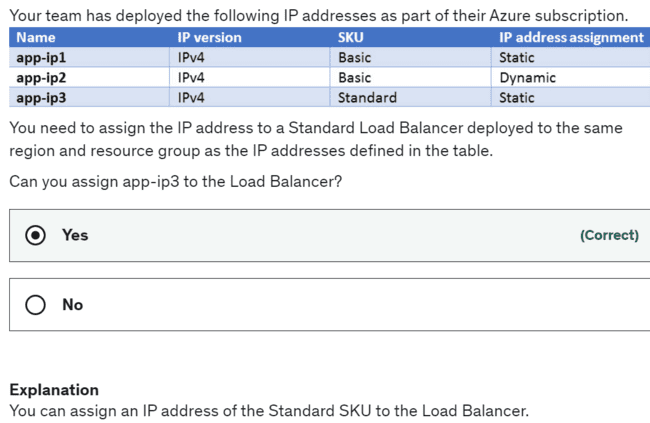 Your team has deployed the following IP addresses as part of their Azure subscription.
Name IP version SKU IP address assignment
app-ip1 IPv4 Basic Static
app-ip2 IPv4 Basic Dynamic
app-ip3 IPv4 Standard Static
You need to assign the IP address to a Standard Load Balancer deployed to the same
region and resource group as the IP addresses defined in the table.
Can you assign app-ip3 to the Load Balancer?
Yes (Correct)
No
Explanation
You can assign an IP address of the Standard SKU to the Load Balancer.